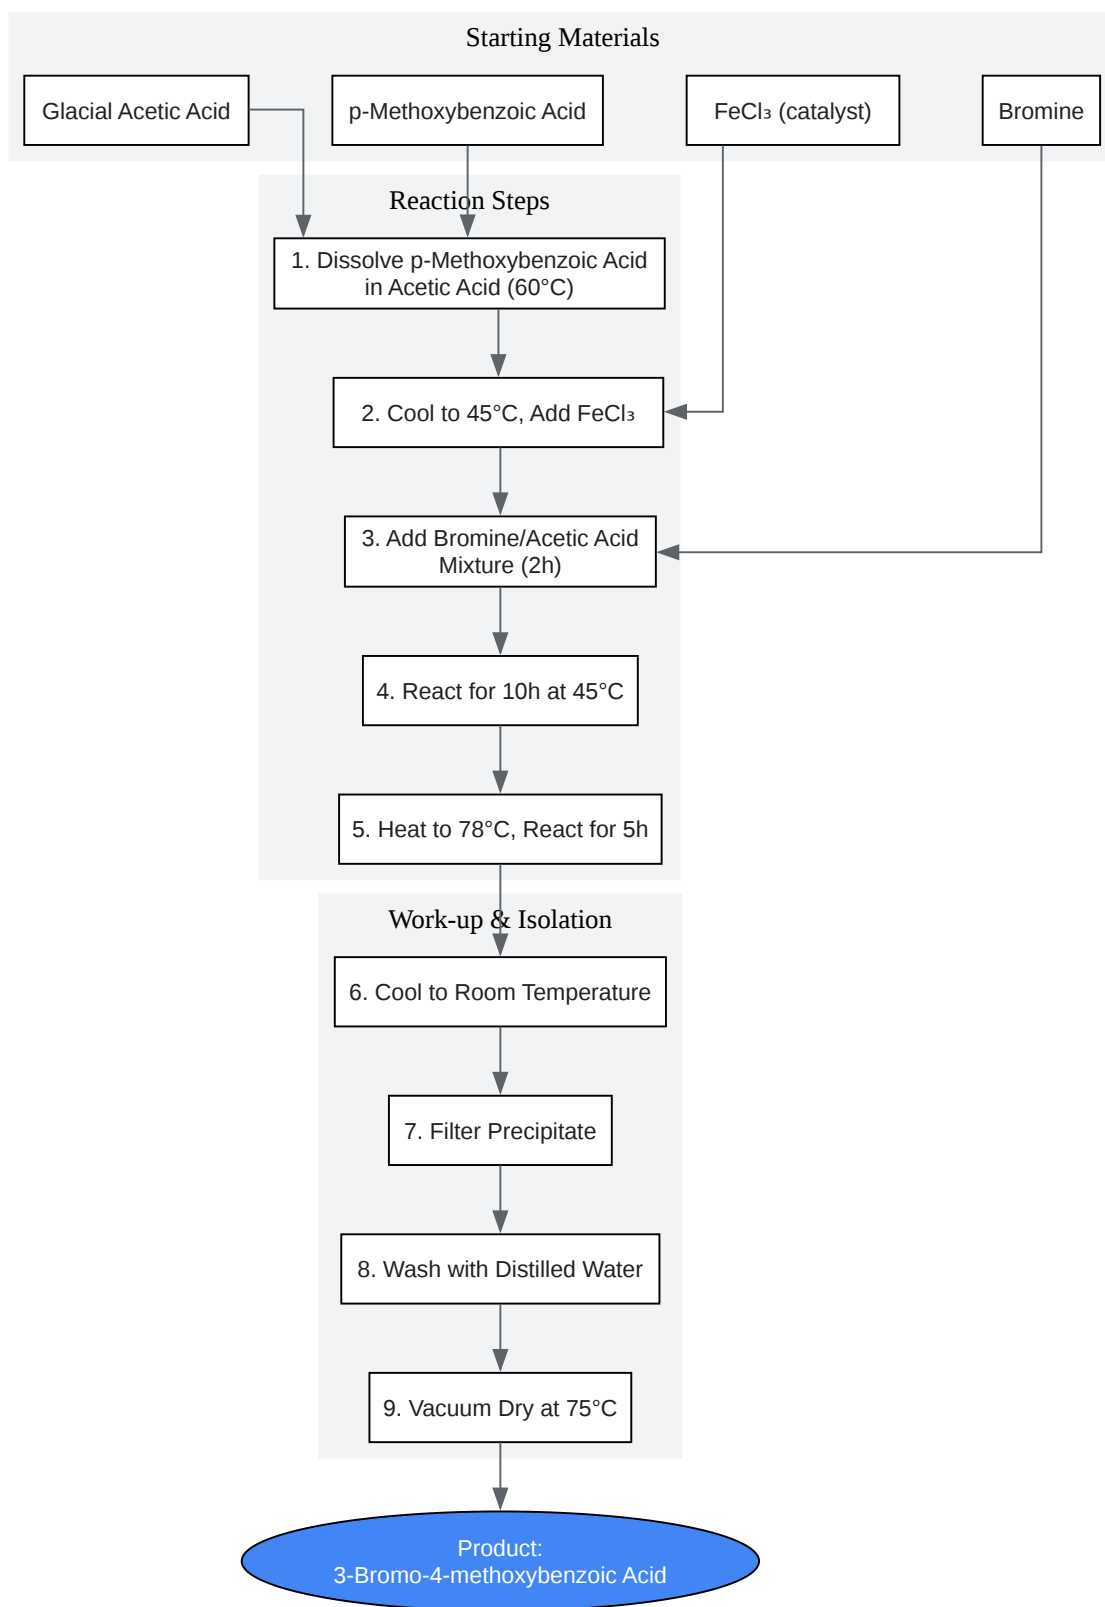 Starting Materials
Glacial Acetic Acid
p-Methoxybenzoic Acid
FeCl₃ (catalyst)
Bromine
Reaction Steps
1. Dissolve p-Methoxybenzoic Acid
in Acetic Acid (60°C)
2. Cool to 45°C, Add FeCl₃
3. Add Bromine/Acetic Acid
Mixture (2h)
4. React for 10h at 45°C
5. Heat to 78°C, React for 5h
Work-up & Isolation
6. Cool to Room Temperature
7. Filter Precipitate
8. Wash with Distilled Water
9. Vacuum Dry at 75°C
Product:
3-Bromo-4-methoxybenzoic Acid